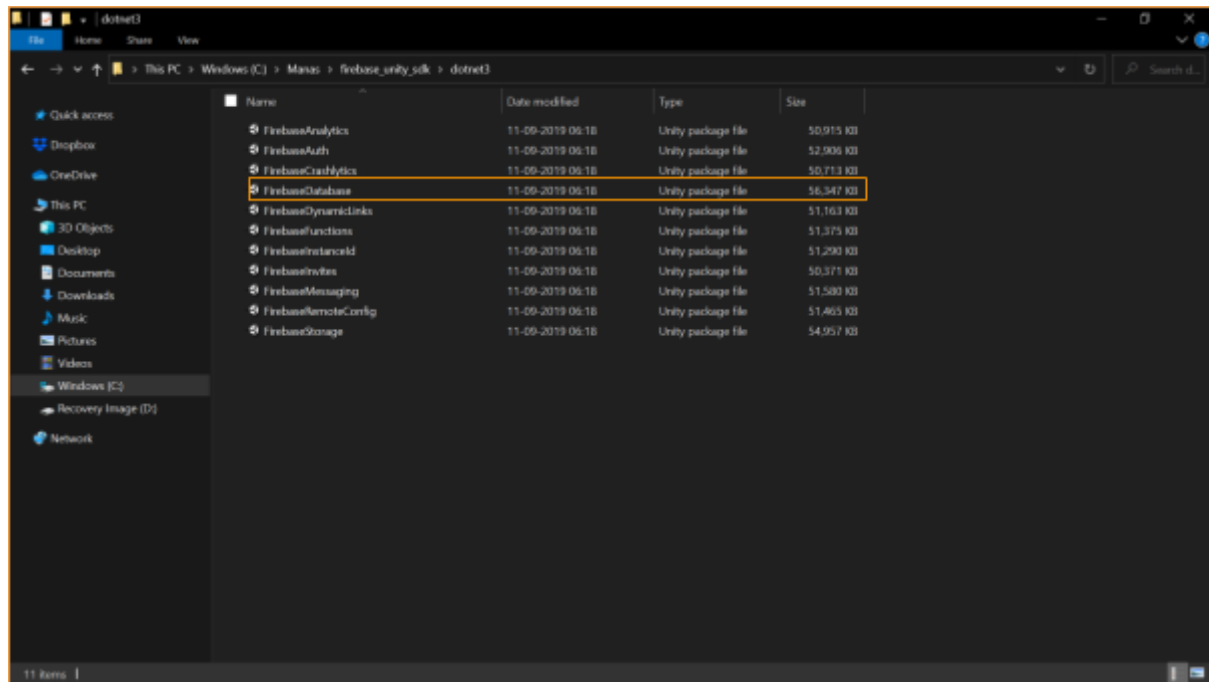 dotnet3
File Home Share View
This PC > Windows (C:) > Manas > firebase_unity_sdk > dotnet3
Search d...
Name Date modified Type Size
Quick access
Dropbox
OneDrive
This PC
3D Objects
Desktop
Documents
Downloads
Music
Pictures
Videos
Windows (C:)
Recovery Image (D:)
Network
FirebaseAnalytics 11-09-2019 06:18 Unity package file 50,915 KB
FirebaseAuth 11-09-2019 06:18 Unity package file 52,906 KB
FirebaseCrashlytics 11-09-2019 06:18 Unity package file 50,713 KB
FirebaseDatabase 11-09-2019 06:18 Unity package file 56,347 KB
FirebaseDynamicLinks 11-09-2019 06:18 Unity package file 51,163 KB
FirebaseFunctions 11-09-2019 06:18 Unity package file 51,375 KB
FirebaseInstanceId 11-09-2019 06:18 Unity package file 51,290 KB
FirebaseInvites 11-09-2019 06:18 Unity package file 50,371 KB
FirebaseMessaging 11-09-2019 06:18 Unity package file 51,580 KB
FirebaseRemoteConfig 11-09-2019 06:18 Unity package file 51,465 KB
FirebaseStorage 11-09-2019 06:18 Unity package file 54,957 KB
11 items